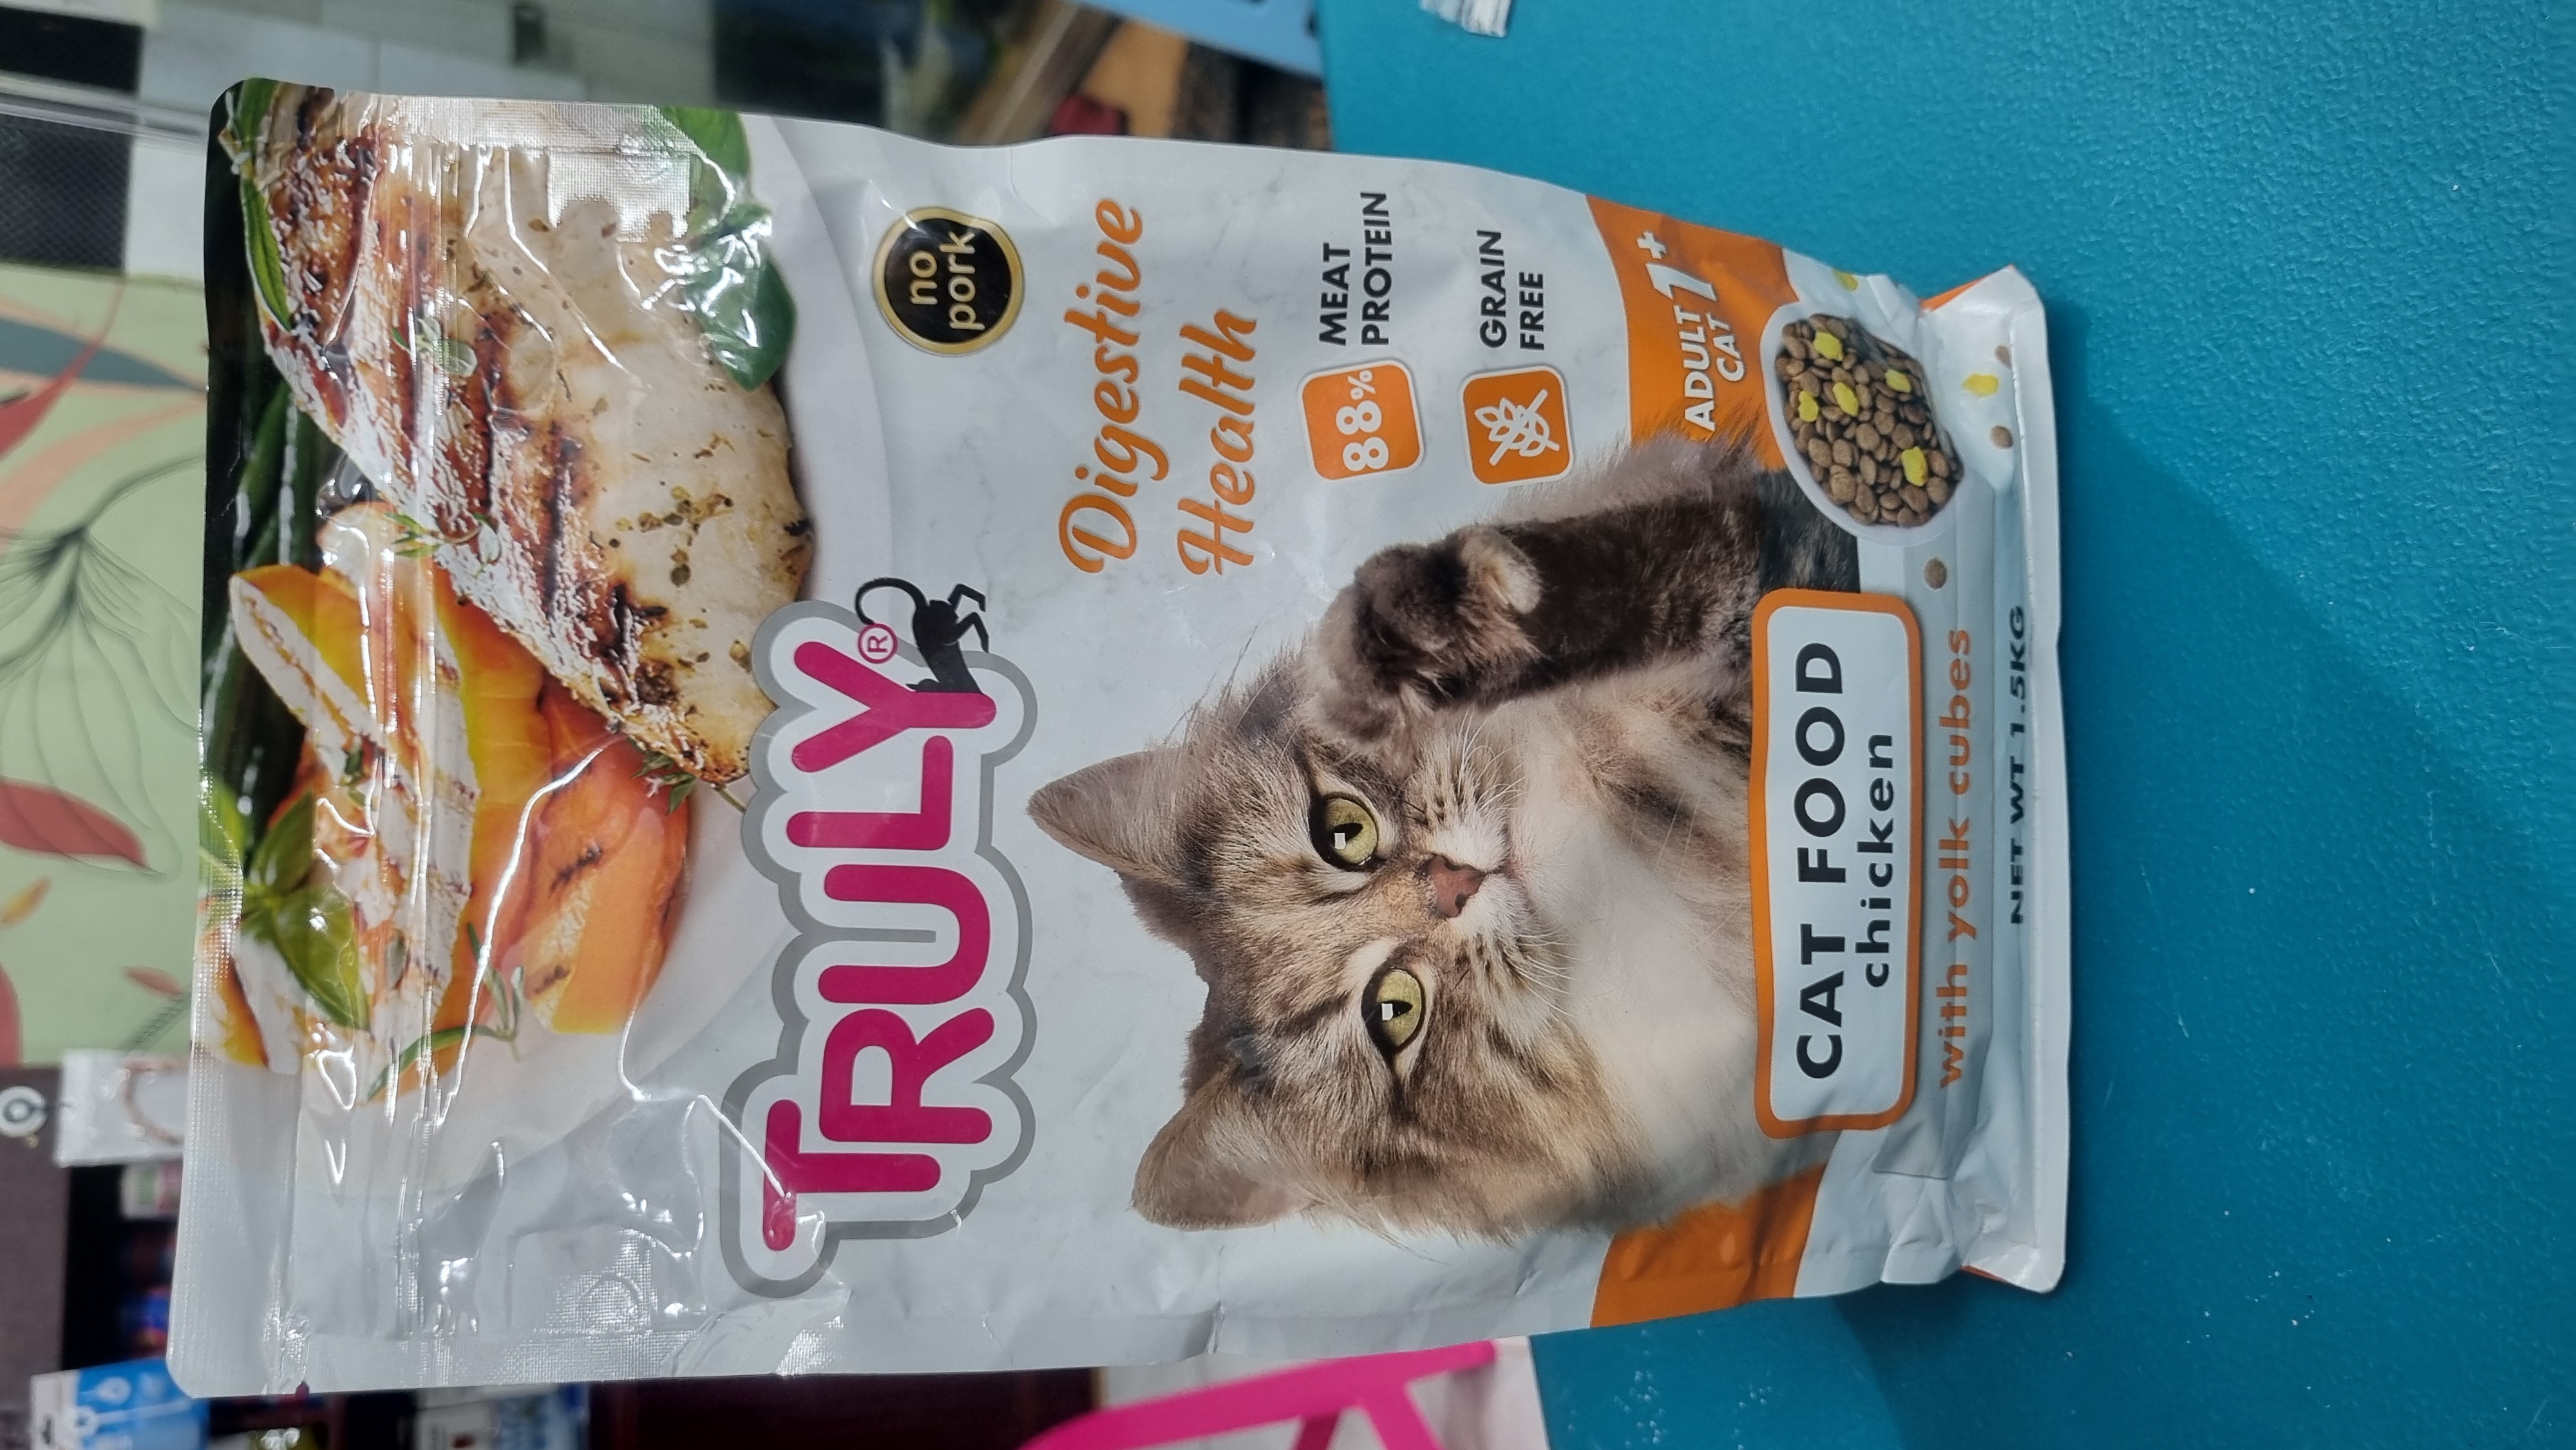 no
pork
TRULY®
Digestive
Health
88% MEAT
PROTEIN
GRAIN
FREE
ADULT 1+
CAT
CAT FOOD
chicken
with yolk cubes
NET WT 1.5KG